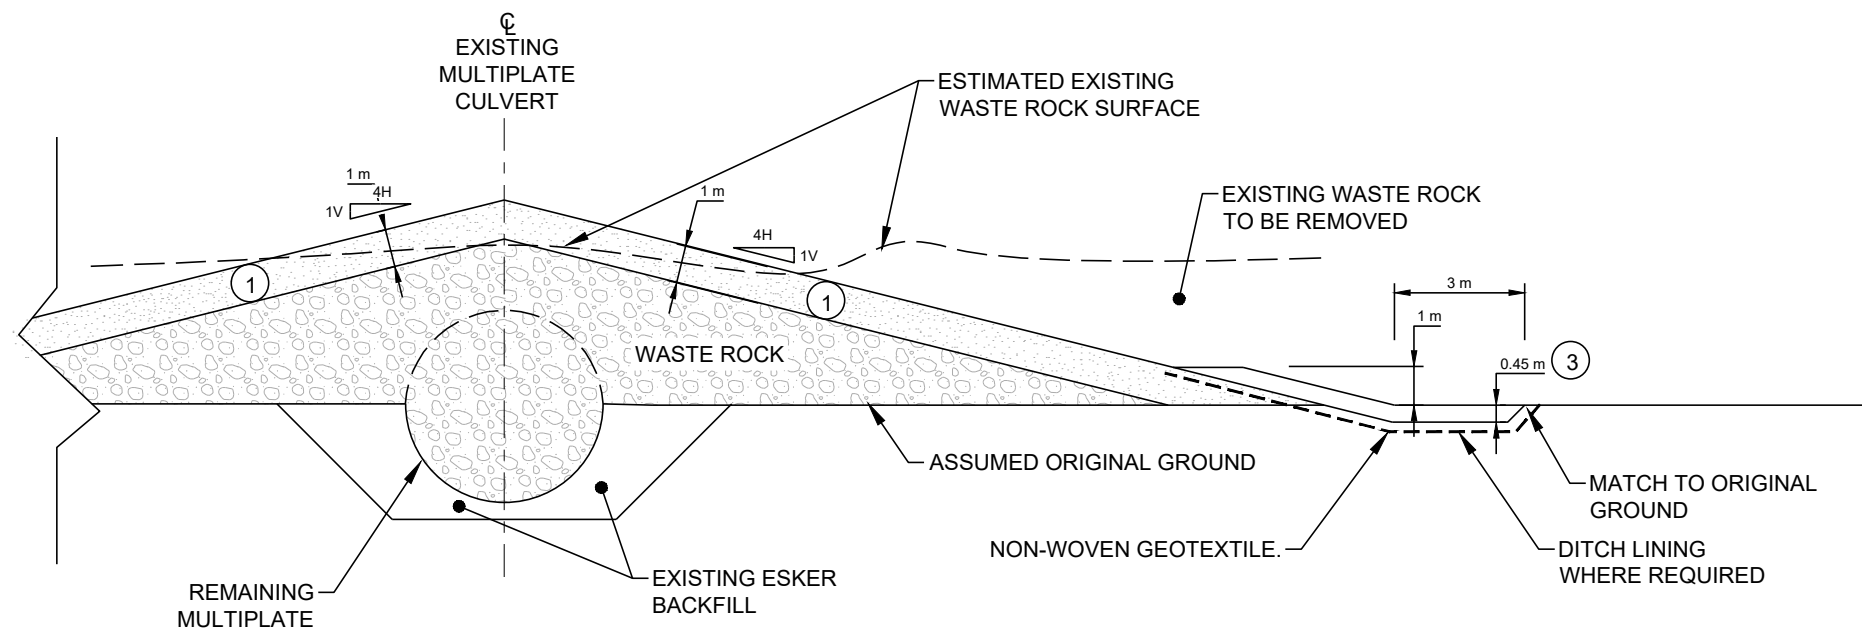 ℄
EXISTING
MULTIPLATE
CULVERT
ESTIMATED EXISTING
WASTE ROCK SURFACE
1 m
4H
1V
1 m
4H
1V
EXISTING WASTE ROCK
TO BE REMOVED
1
1
3 m
1 m
0.45 m
3
WASTE ROCK
ASSUMED ORIGINAL GROUND
MATCH TO ORIGINAL
GROUND
NON-WOVEN GEOTEXTILE.
DITCH LINING
WHERE REQUIRED
EXISTING ESKER
BACKFILL
REMAINING
MULTIPLATE